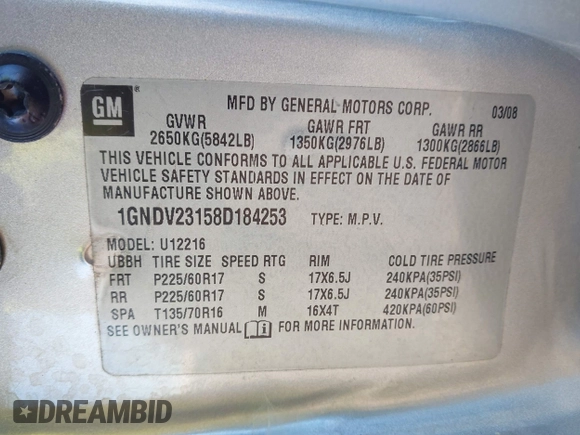 GM
MFD BY GENERAL MOTORS CORP. 03/08
GVWR GAWR FRT GAWR RR
2650KG(5842LB) 1350KG(2976LB) 1300KG(2866LB)
THIS VEHICLE CONFORMS TO ALL APPLICABLE U.S. FEDERAL MOTOR
VEHICLE SAFETY STANDARDS IN EFFECT ON THE DATE OF
MANUFACTURE SHOWN ABOVE.
1GNDV23158D184253 TYPE: M.P.V.
MODEL: U12216
UBBH TIRE SIZE SPEED RTG RIM COLD TIRE PRESSURE
FRT P225/60R17 S 17X6.5J 240KPA(35PSI)
RR P225/60R17 S 17X6.5J 240KPA(35PSI)
SPA T135/70R16 M 16X4T 420KPA(60PSI)
SEE OWNER'S MANUAL FOR MORE INFORMATION.
DREAMBID